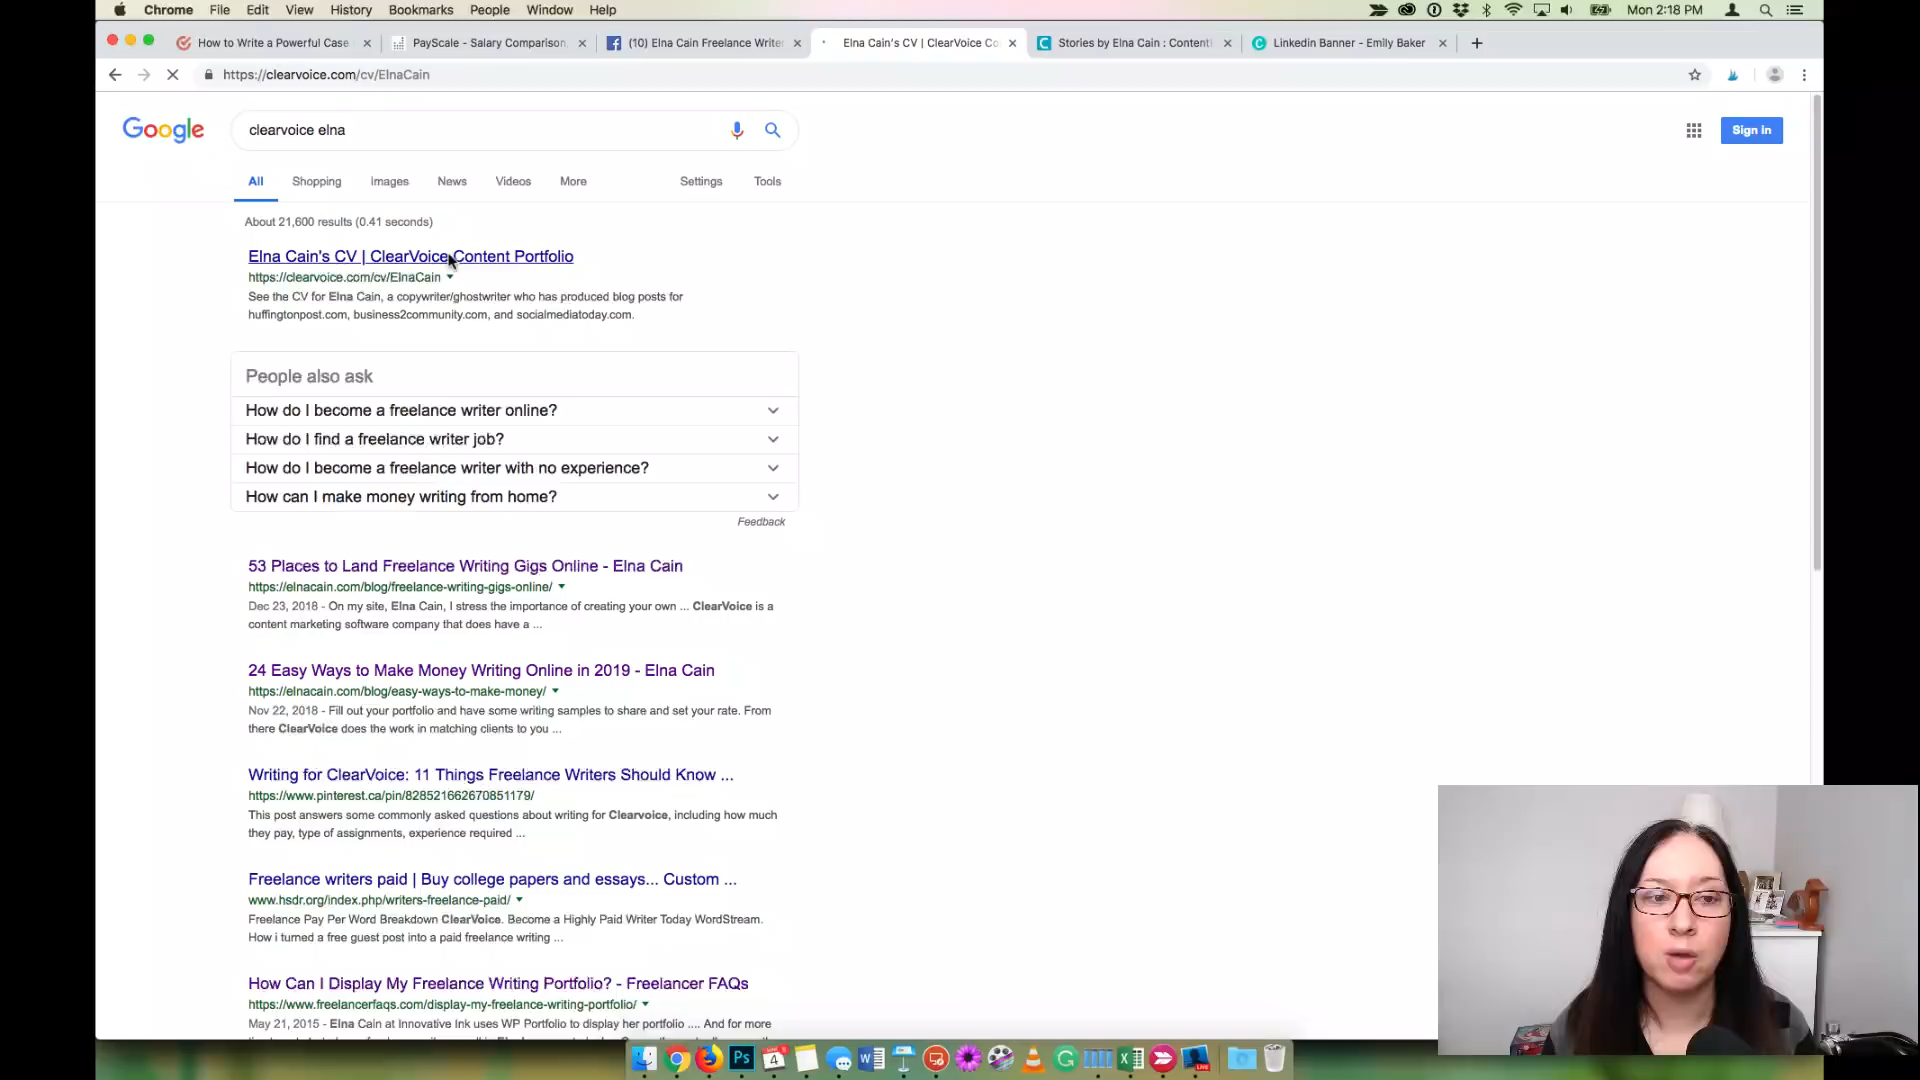 Chrome File Edit View History Bookmarks People Window Help Mon 2:18 PM
How to Write a Powerful Case
PayScale - Salary Comparison,
(10) Elna Cain Freelance Write
Elna Cain's CV | ClearVoice Co
Stories by Elna Cain : Contentl
Linkedin Banner - Emily Baker
https://clearvoice.com/cv/ElnaCain
Google
clearvoice elna
Sign in
All Shopping Images News Videos More Settings Tools
About 21,600 results (0.41 seconds)
Elna Cain's CV | ClearVoice Content Portfolio
https://clearvoice.com/cv/ElnaCain
See the CV for Elna Cain, a copywriter/ghostwriter who has produced blog posts for
huffingtonpost.com, business2community.com, and socialmediatoday.com.
People also ask
How do I become a freelance writer online?
How do I find a freelance writer job?
How do I become a freelance writer with no experience?
How can I make money writing from home?
Feedback
53 Places to Land Freelance Writing Gigs Online - Elna Cain
https://elnacain.com/blog/freelance-writing-gigs-online/
Dec 23, 2018 - On my site, Elna Cain, I stress the importance of creating your own ... ClearVoice is a
content marketing software company that does have a ...
24 Easy Ways to Make Money Writing Online in 2019 - Elna Cain
https://elnacain.com/blog/easy-ways-to-make-money/
Nov 22, 2018 - Fill out your portfolio and have some writing samples to share and set your rate. From
there ClearVoice does the work in matching clients to you ...
Writing for ClearVoice: 11 Things Freelance Writers Should Know ...
https://www.pinterest.ca/pin/828521662670851179/
This post answers some commonly asked questions about writing for Clearvoice, including how much
they pay, type of assignments, experience required ...
Freelance writers paid | Buy college papers and essays... Custom ...
www.hsdr.org/index.php/writers-freelance-paid/
Freelance Pay Per Word Breakdown ClearVoice. Become a Highly Paid Writer Today WordStream.
How i turned a free guest post into a paid freelance writing ...
How Can I Display My Freelance Writing Portfolio? - Freelancer FAQs
https://www.freelancerfaqs.com/display-my-freelance-writing-portfolio/
May 21, 2015 - Elna Cain at Innovative Ink uses WP Portfolio to display her portfolio .... And for more
Ps
4
LIVE